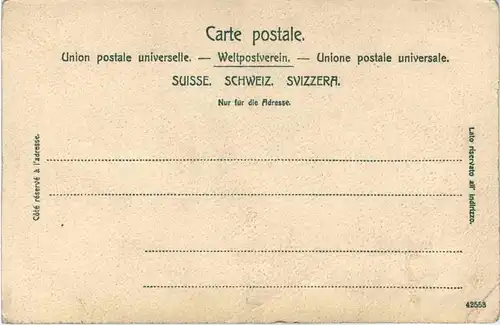 Carte postale.
Union postale universelle. — Weltpostverein. — Unione postale universale.
SUISSE. SCHWEIZ. SVIZZERA.
Nur für die Adresse.
Côté réservé à l'adresse.
Lato riservato all' indirizzo.
42553